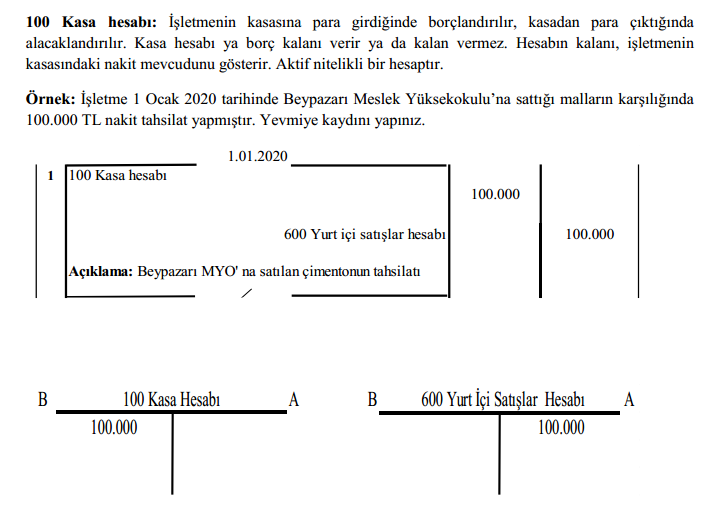 100 Kasa hesabı: İşletmenin kasasına para girdiğinde borçlandırılır, kasadan para çıktığında
alacaklandırılır. Kasa hesabı ya borç kalanı verir ya da kalan vermez. Hesabın kalanı, işletmenin
kasasındaki nakit mevcudunu gösterir. Aktif nitelikli bir hesaptır.
Örnek: İşletme 1 Ocak 2020 tarihinde Beypazarı Meslek Yüksekokulu’na sattığı malların karşılığında
100.000 TL nakit tahsilat yapmıştır. Yevmiye kaydını yapınız.
1.01.2020
1 100 Kasa hesabı
100.000
600 Yurt içi satışlar hesabı 100.000
Açıklama: Beypazarı MYO' na satılan çimentonun tahsilatı
B 100 Kasa Hesabı A B 600 Yurt İçi Satışlar Hesabı A
100.000 100.000